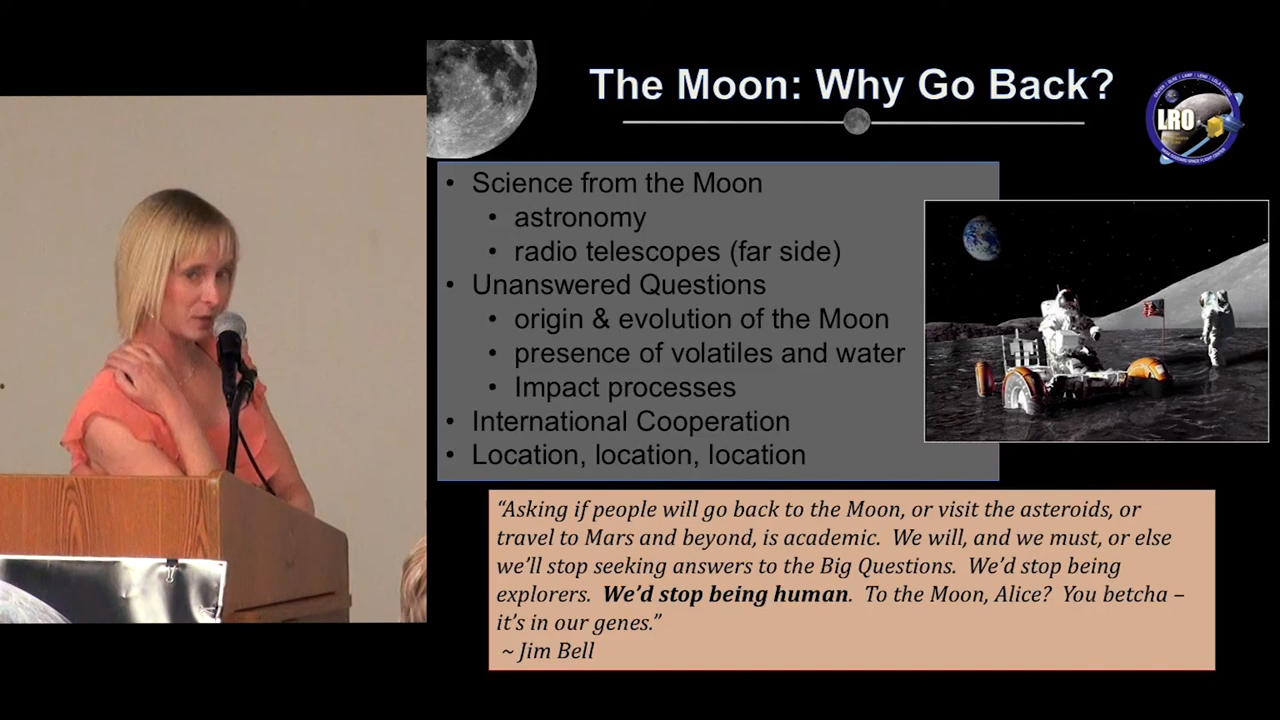 The Moon: Why Go Back?
LRO
• Science from the Moon
• astronomy
• radio telescopes (far side)
• Unanswered Questions
• origin & evolution of the Moon
• presence of volatiles and water
• Impact processes
• International Cooperation
• Location, location, location
“Asking if people will go back to the Moon, or visit the asteroids, or
travel to Mars and beyond, is academic.  We will, and we must, or else
we’ll stop seeking answers to the Big Questions.  We’d stop being
explorers.  We’d stop being human.  To the Moon, Alice?  You betcha –
it’s in our genes.”
~ Jim Bell